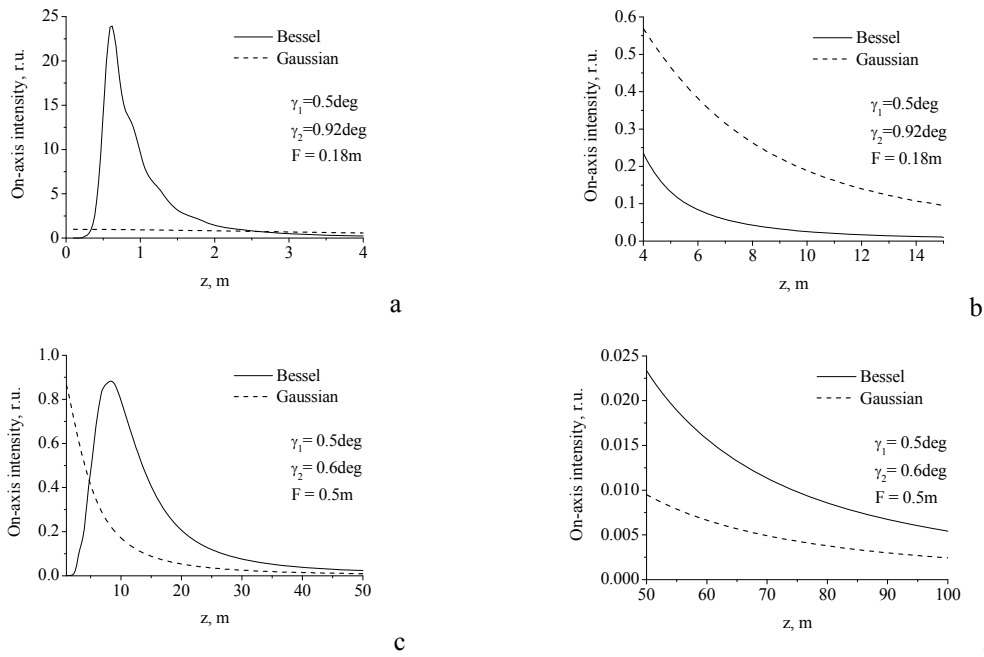 25
20
15
10
5
0
On-axis intensity, r.u.
Bessel
Gaussian
γ1=0.5deg
γ2=0.92deg
F = 0.18m
0 1 2 3 4
z, m
a
0.6
0.5
0.4
0.3
0.2
0.1
0.0
On-axis intensity, r.u.
Bessel
Gaussian
γ1=0.5deg
γ2=0.92deg
F = 0.18m
4 6 8 10 12 14
z, m
b
1.0
0.8
0.6
0.4
0.2
0.0
On-axis intensity, r.u.
Bessel
Gaussian
γ1= 0.5deg
γ2= 0.6deg
F = 0.5m
10 20 30 40 50
z, m
c
0.025
0.020
0.015
0.010
0.005
0.000
On-axis intensity, r.u.
Bessel
Gaussian
γ1= 0.5deg
γ2= 0.6deg
F = 0.5m
50 60 70 80 90 100
z, m